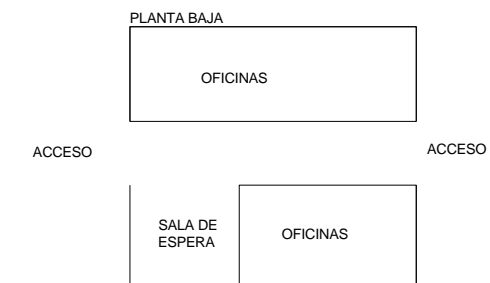 PLANTA BAJA
OFICINAS
ACCESO
ACCESO
SALA DE
ESPERA
OFICINAS